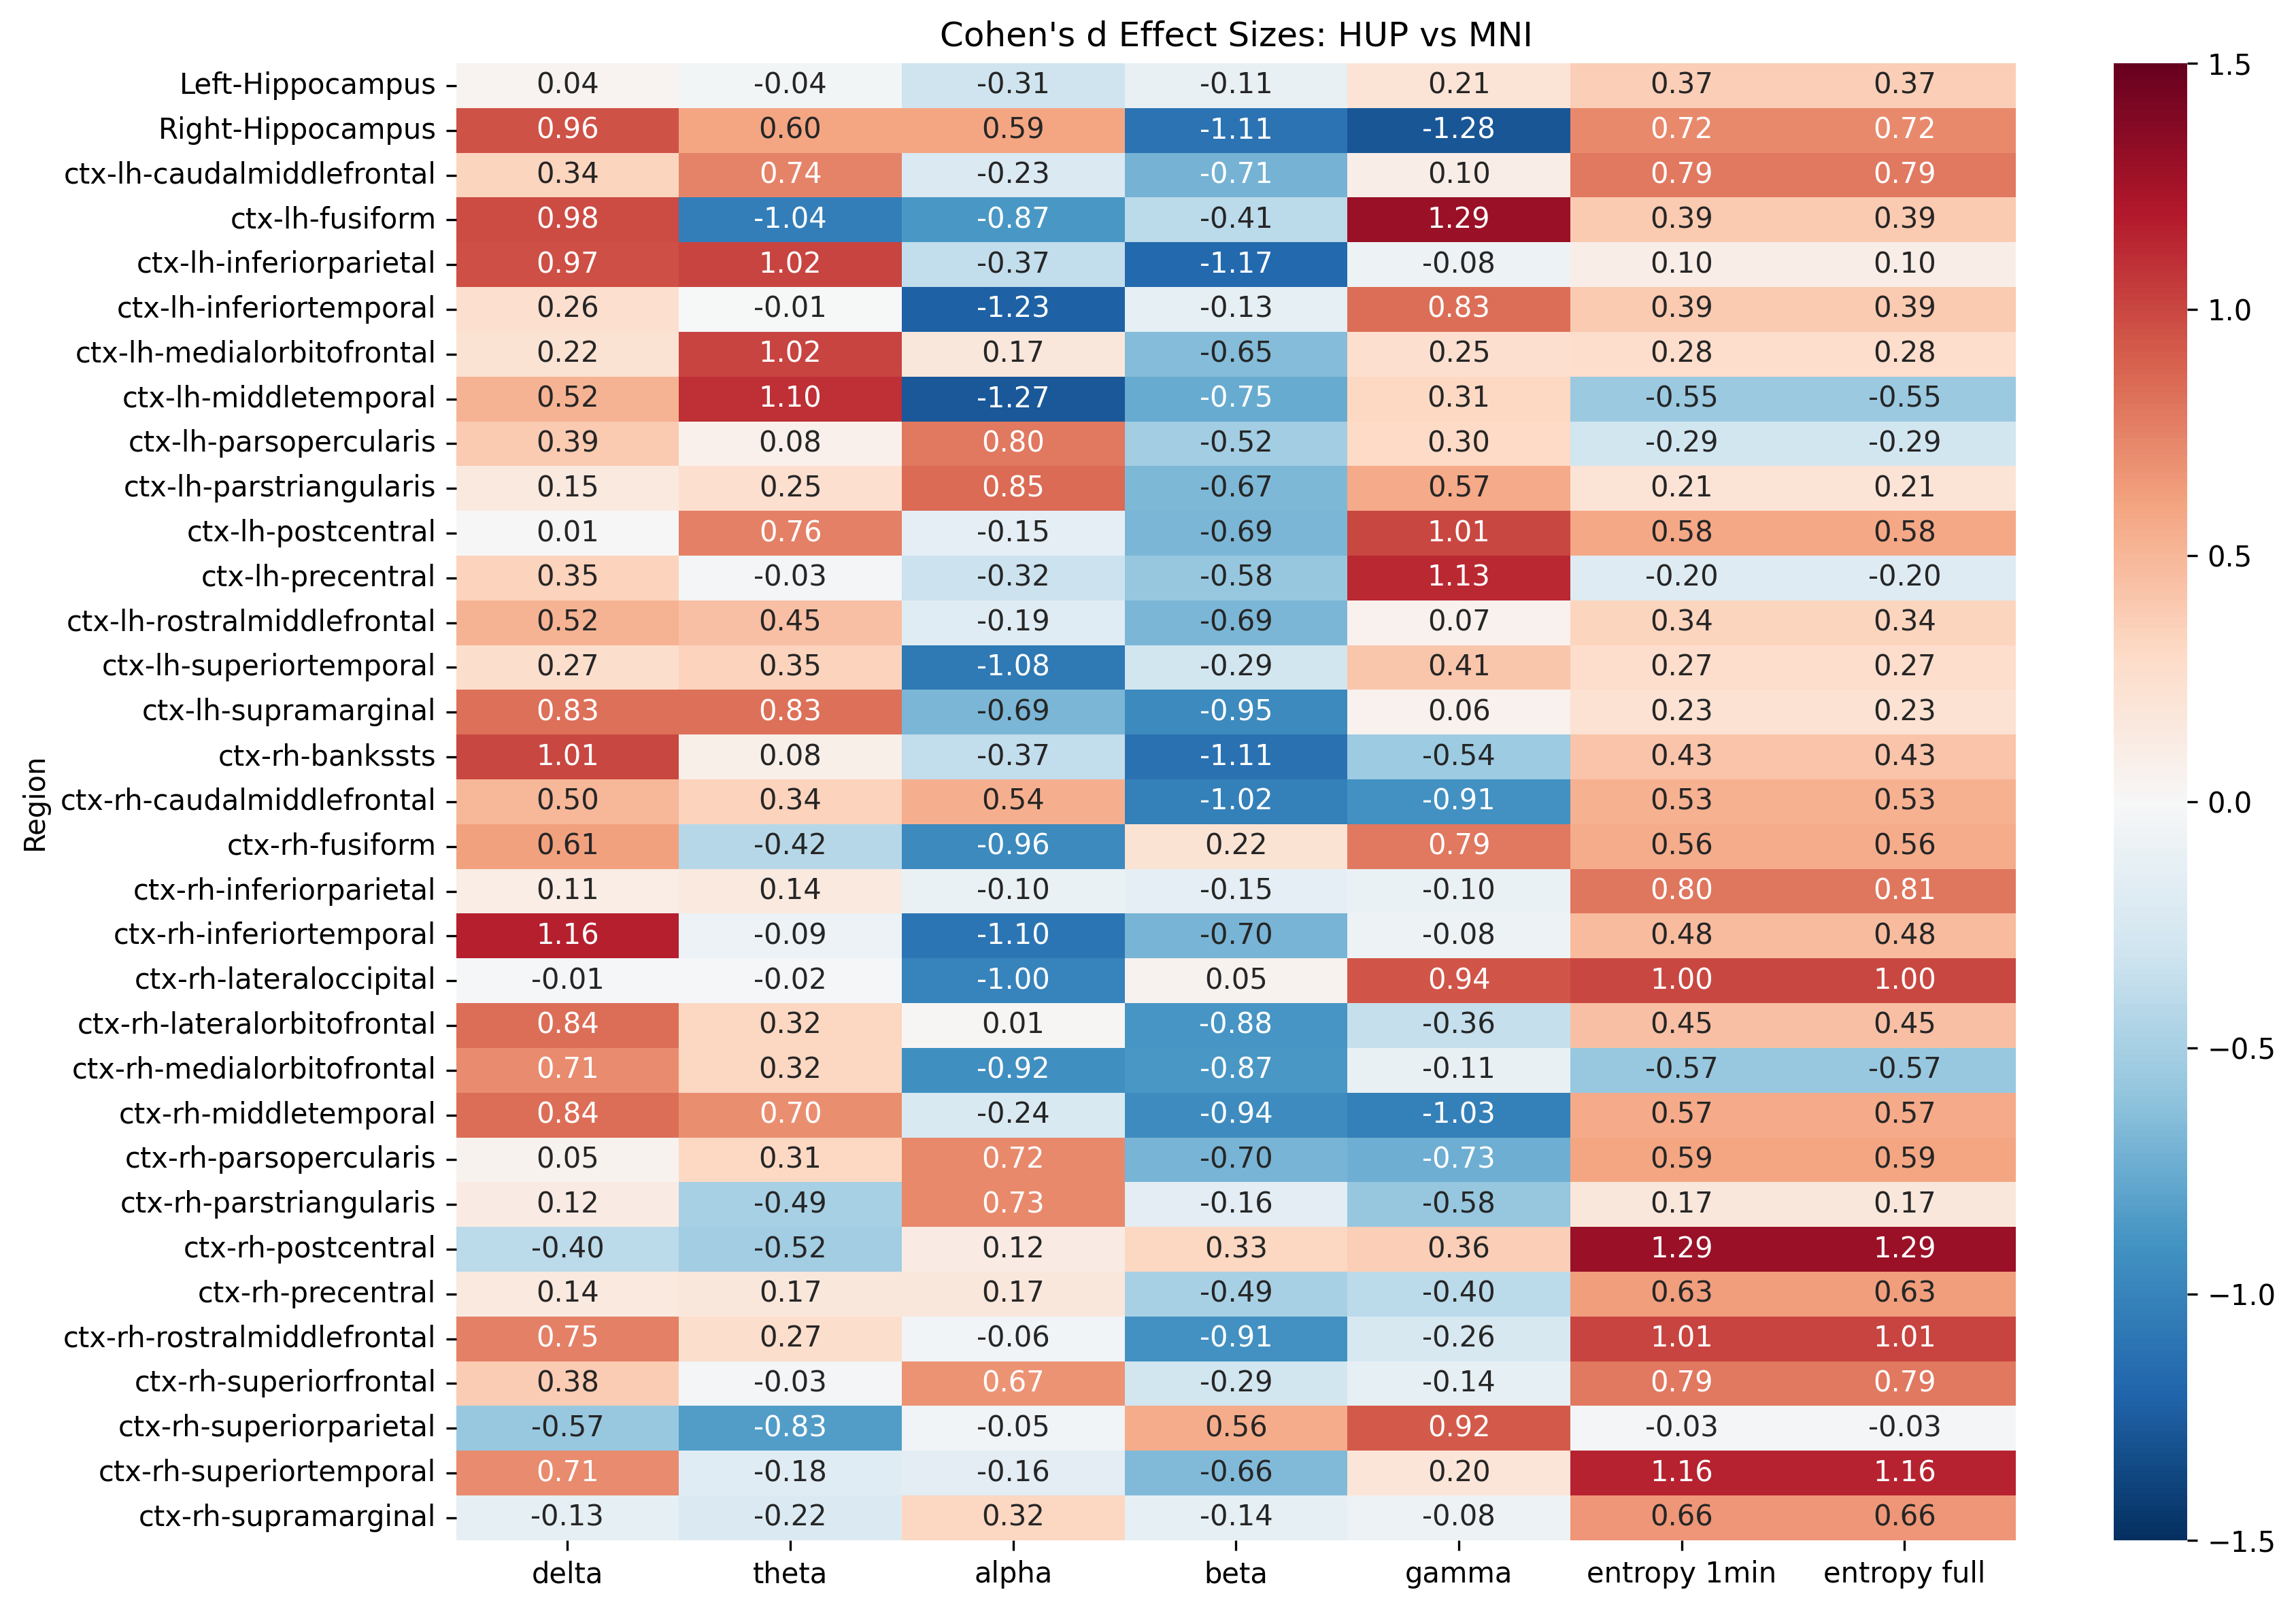 Cohen's d Effect Sizes: HUP vs MNI
Region
Left-Hippocampus 0.04 -0.04 -0.31 -0.11 0.21 0.37 0.37
Right-Hippocampus 0.96 0.60 0.59 -1.11 -1.28 0.72 0.72
ctx-lh-caudalmiddlefrontal 0.34 0.74 -0.23 -0.71 0.10 0.79 0.79
ctx-lh-fusiform 0.98 -1.04 -0.87 -0.41 1.29 0.39 0.39
ctx-lh-inferiorparietal 0.97 1.02 -0.37 -1.17 -0.08 0.10 0.10
ctx-lh-inferiortemporal 0.26 -0.01 -1.23 -0.13 0.83 0.39 0.39
ctx-lh-medialorbitofrontal 0.22 1.02 0.17 -0.65 0.25 0.28 0.28
ctx-lh-middletemporal 0.52 1.10 -1.27 -0.75 0.31 -0.55 -0.55
ctx-lh-parsopercularis 0.39 0.08 0.80 -0.52 0.30 -0.29 -0.29
ctx-lh-parstriangularis 0.15 0.25 0.85 -0.67 0.57 0.21 0.21
ctx-lh-postcentral 0.01 0.76 -0.15 -0.69 1.01 0.58 0.58
ctx-lh-precentral 0.35 -0.03 -0.32 -0.58 1.13 -0.20 -0.20
ctx-lh-rostralmiddlefrontal 0.52 0.45 -0.19 -0.69 0.07 0.34 0.34
ctx-lh-superiortemporal 0.27 0.35 -1.08 -0.29 0.41 0.27 0.27
ctx-lh-supramarginal 0.83 0.83 -0.69 -0.95 0.06 0.23 0.23
ctx-rh-bankssts 1.01 0.08 -0.37 -1.11 -0.54 0.43 0.43
ctx-rh-caudalmiddlefrontal 0.50 0.34 0.54 -1.02 -0.91 0.53 0.53
ctx-rh-fusiform 0.61 -0.42 -0.96 0.22 0.79 0.56 0.56
ctx-rh-inferiorparietal 0.11 0.14 -0.10 -0.15 -0.10 0.80 0.81
ctx-rh-inferiortemporal 1.16 -0.09 -1.10 -0.70 -0.08 0.48 0.48
ctx-rh-lateraloccipital -0.01 -0.02 -1.00 0.05 0.94 1.00 1.00
ctx-rh-lateralorbitofrontal 0.84 0.32 0.01 -0.88 -0.36 0.45 0.45
ctx-rh-medialorbitofrontal 0.71 0.32 -0.92 -0.87 -0.11 -0.57 -0.57
ctx-rh-middletemporal 0.84 0.70 -0.24 -0.94 -1.03 0.57 0.57
ctx-rh-parsopercularis 0.05 0.31 0.72 -0.70 -0.73 0.59 0.59
ctx-rh-parstriangularis 0.12 -0.49 0.73 -0.16 -0.58 0.17 0.17
ctx-rh-postcentral -0.40 -0.52 0.12 0.33 0.36 1.29 1.29
ctx-rh-precentral 0.14 0.17 0.17 -0.49 -0.40 0.63 0.63
ctx-rh-rostralmiddlefrontal 0.75 0.27 -0.06 -0.91 -0.26 1.01 1.01
ctx-rh-superiorfrontal 0.38 -0.03 0.67 -0.29 -0.14 0.79 0.79
ctx-rh-superiorparietal -0.57 -0.83 -0.05 0.56 0.92 -0.03 -0.03
ctx-rh-superiortemporal 0.71 -0.18 -0.16 -0.66 0.20 1.16 1.16
ctx-rh-supramarginal -0.13 -0.22 0.32 -0.14 -0.08 0.66 0.66
delta theta alpha beta gamma entropy 1min entropy full
1.5
1.0
0.5
0.0
−0.5
−1.0
−1.5